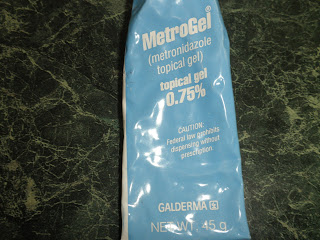 MetroGel®
(metronidazole
topical gel)
topical gel
0.75%
CAUTION:
Federal law prohibits
dispensing without
prescription
GALDERMA
NET WT. 45 g